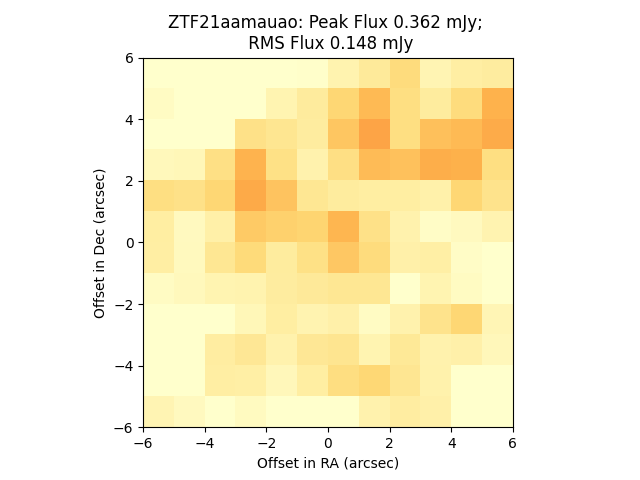 ZTF21aamauao: Peak Flux 0.362 mJy;
RMS Flux 0.148 mJy
6
4
2
0
−2
−4
−6
Offset in Dec (arcsec)
−6 −4 −2 0 2 4 6
Offset in RA (arcsec)